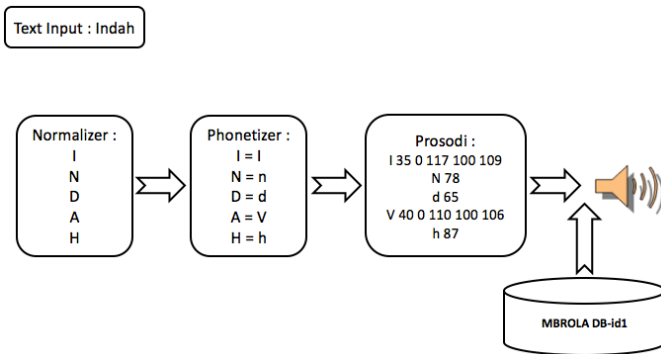 Text Input : Indah
Normalizer :
I
N
D
A
H
Phonetizer :
I = I
N = n
D = d
A = V
H = h
Prosodi :
I 35 0 117 100 109
N 78
d 65
V 40 0 110 100 106
h 87
MBROLA DB-id1